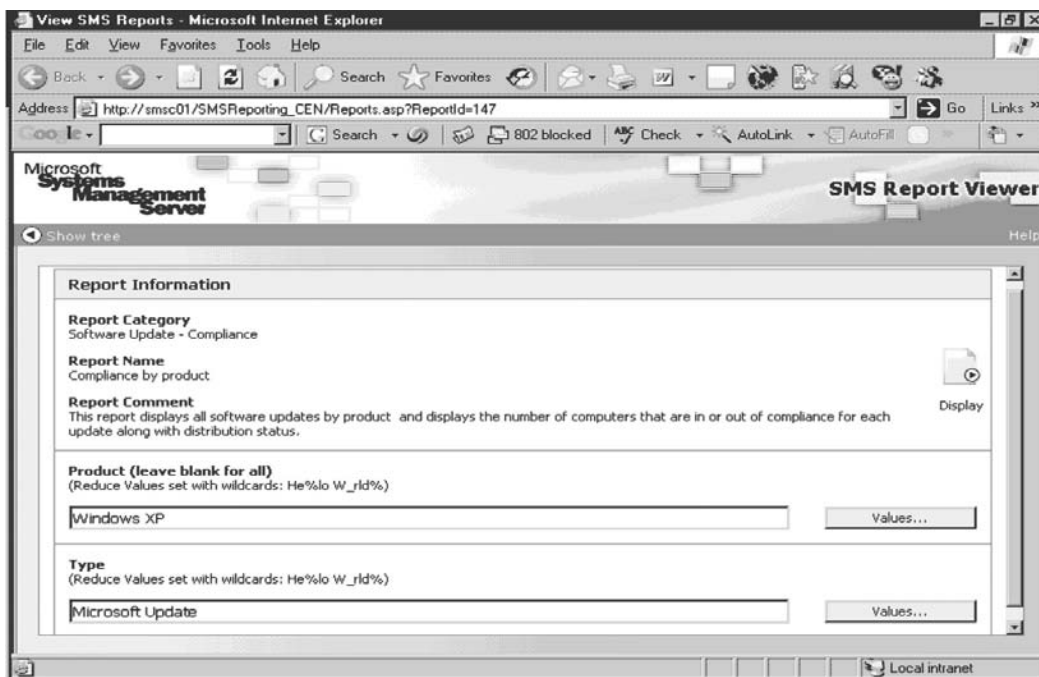 View SMS Reports - Microsoft Internet Explorer
File Edit View Favorites Tools Help
Back Search Favorites
Address http://smsc01/SMSReporting_CEN/Reports.asp?ReportId=147 Go Links »
Search 802 blocked ABC Check AutoLink AutoFill
Microsoft
Systems
Management
Server
SMS Report Viewer
Show tree Help
Report Information
Report Category
Software Update - Compliance
Report Name
Compliance by product
Report Comment
This report displays all software updates by product and displays the number of computers that are in or out of compliance for each
update along with distribution status.
Display
Product (leave blank for all)
(Reduce Values set with wildcards: He%lo W_rld%)
Windows XP Values...
Type
(Reduce Values set with wildcards: He%lo W_rld%)
Microsoft Update Values...
Local intranet